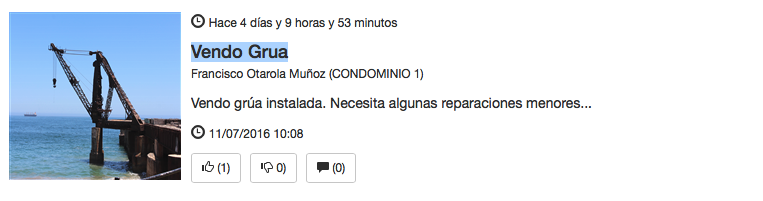 Hace 4 días y 9 horas y 53 minutos
Vendo Grua
Francisco Otarola Muñoz (CONDOMINIO 1)
Vendo grúa instalada. Necesita algunas reparaciones menores...
11/07/2016 10:08
(1) 0) (0)